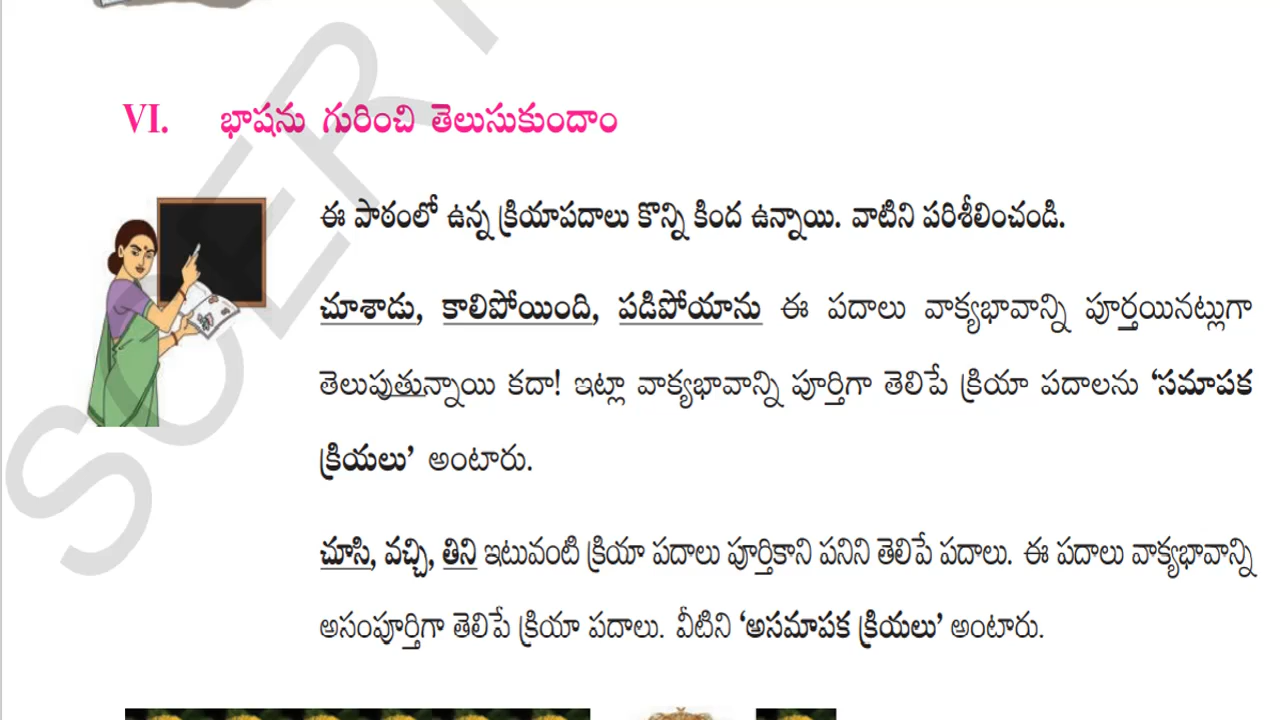 VI. భాషను గురించి తెలుసుకుందాం
ఈ పాఠంలో ఉన్న క్రియాపదాలు కొన్ని కింద ఉన్నాయి. వాటిని పరిశీలించండి.
చూశాడు, కాలిపోయింది, పడిపోయాను ఈ పదాలు వాక్యభావాన్ని పూర్తయినట్లుగా
తెలుపుతున్నాయి కదా! ఇట్లా వాక్యభావాన్ని పూర్తిగా తెలిపే క్రియా పదాలను ‘సమాపక
క్రియలు’ అంటారు.
చూసి, వచ్చి, తిని ఇటువంటి క్రియా పదాలు పూర్తికాని పనిని తెలిపే పదాలు. ఈ పదాలు వాక్యభావాన్ని
అసంపూర్తిగా తెలిపే క్రియా పదాలు. వీటిని ‘అసమాపక క్రియలు’ అంటారు.
SCERT